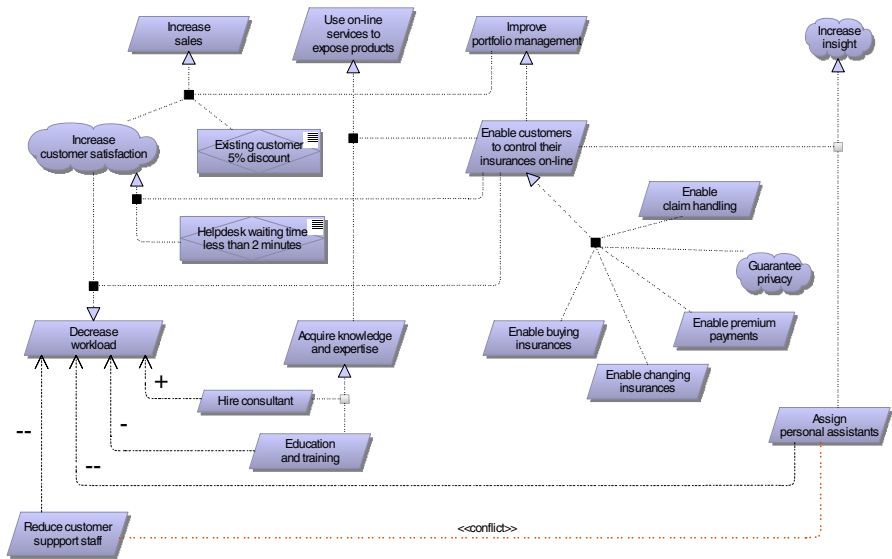 Increase
sales
Use on-line
services to
expose products
Improve
portfolio management
Increase
insight
Increase
customer satisfaction
Existing customer
5% discount
Enable customers
to control their
insurances on-line
Enable
claim handling
Helpdesk waiting time
less than 2 minutes
Guarantee
privacy
Decrease
workload
Acquire knowledge
and expertise
Enable buying
insurances
Enable premium
payments
Enable changing
insurances
+
Hire consultant
Assign
personal assistants
--
-
Education
and training
--
Reduce customer
suppport staff
<<conflict>>